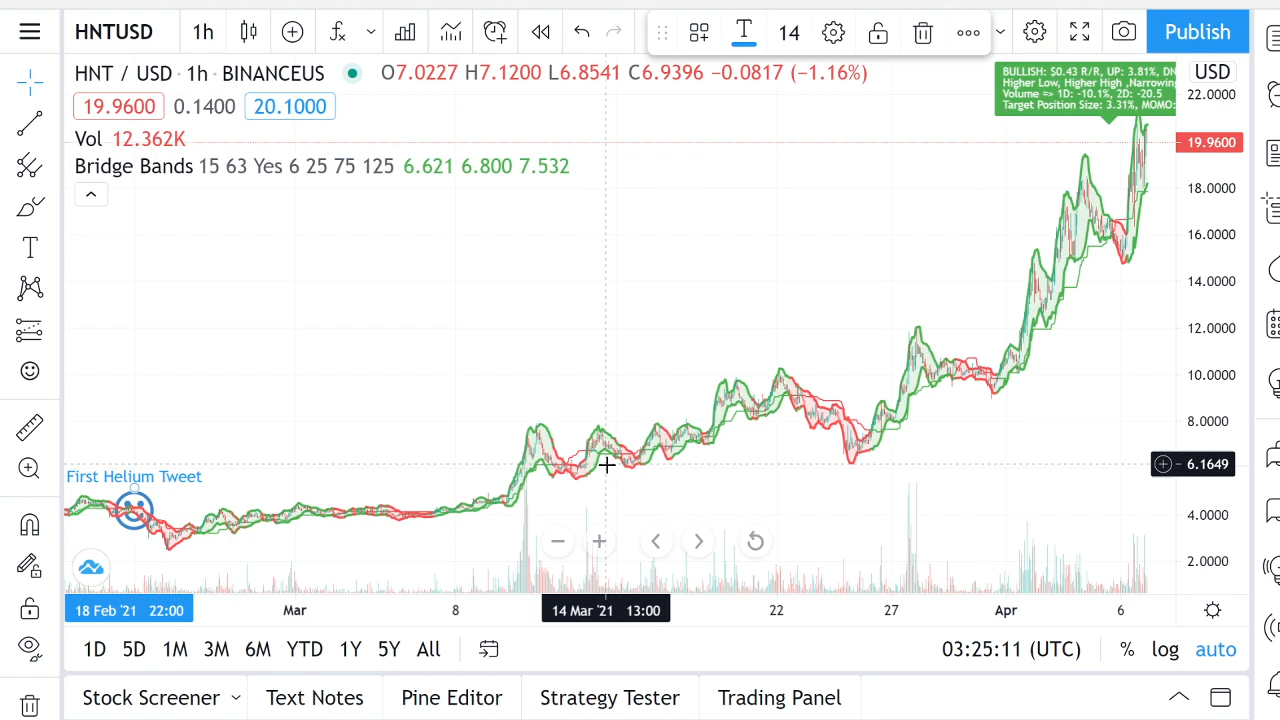 HNTUSD 1h 14 Publish
HNT / USD · 1h · BINANCEUS O7.0227 H7.1200 L6.8541 C6.9396 −0.0817 (−1.16%) USD
BULLISH: $0.43 R/R, UP: 3.81%, DN
Higher Low, Higher High ,Narrowing
Volume => 1D: -10.1%, 2D: -20.5
Target Position Size: 3.31%, MOMO:
22.0000
19.9600 0.1400 20.1000
Vol 12.362K
19.9600
Bridge Bands 15 63 Yes 6 25 75 125 6.621 6.800 7.532
18.0000
16.0000
14.0000
12.0000
10.0000
8.0000
6.1649
First Helium Tweet
4.0000
2.0000
18 Feb '21 22:00 Mar 8 14 Mar '21 13:00 22 27 Apr 6
1D 5D 1M 3M 6M YTD 1Y 5Y All 03:25:11 (UTC) % log auto
Stock Screener Text Notes Pine Editor Strategy Tester Trading Panel